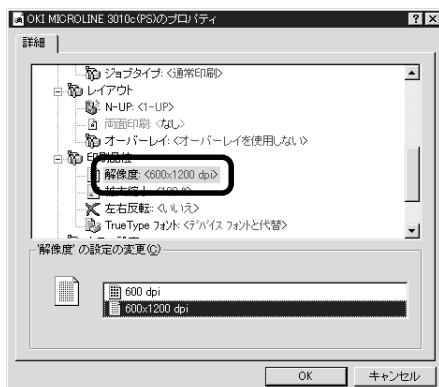 OKI MICROLINE 3010c(PS)のプロパティ
詳細
ジョブタイプ: <通常印刷>
レイアウト
N-UP: <1-UP>
両面印刷: <なし>
オーバーレイ: <オーバーレイを使用しない>
印刷品位
解像度: <600x1200 dpi>
左右反転: <いいえ>
TrueType フォント: <デバイス フォントと代替>
'解像度' の設定の変更(C)
600 dpi
600x1200 dpi
OK
キャンセル